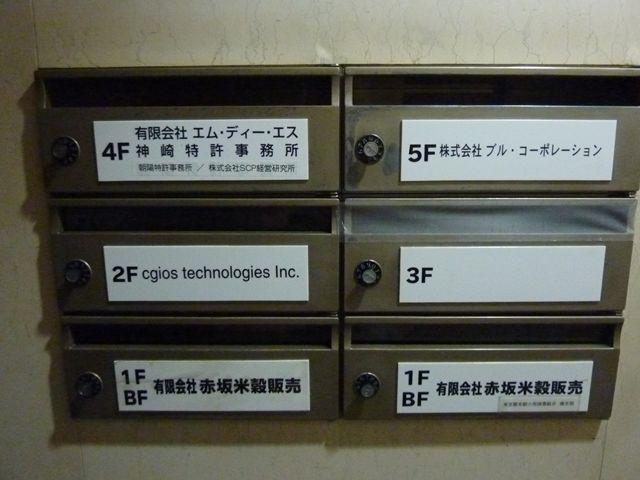 4F
有限会社 エム・ディー・エス
神崎特許事務所
朝陽特許事務所 / 株式会社SCP経営研究所
5F 株式会社 ブル・コーポレーション
2F cgios technologies Inc.
3F
1F
BF
有限会社 赤坂米穀販売
1F
BF
有限会社 赤坂米穀販売